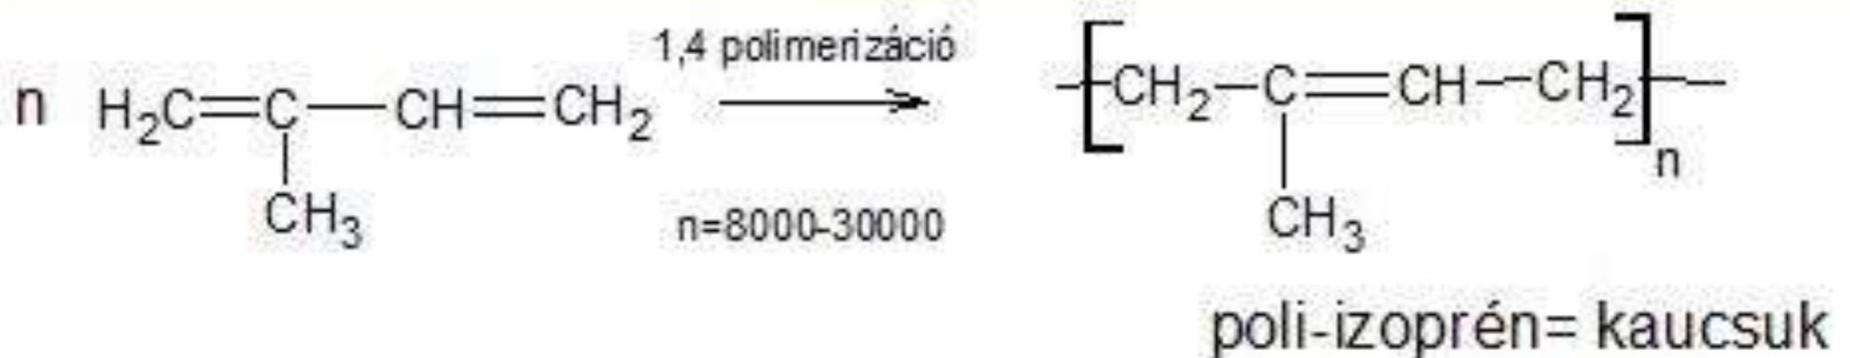 1,4 polimerizáció
n H₂C=C—CH=CH₂
CH₃
n=8000-30000
[CH₂—C=CH—CH₂]n
CH₃
poli-izoprén= kaucsuk